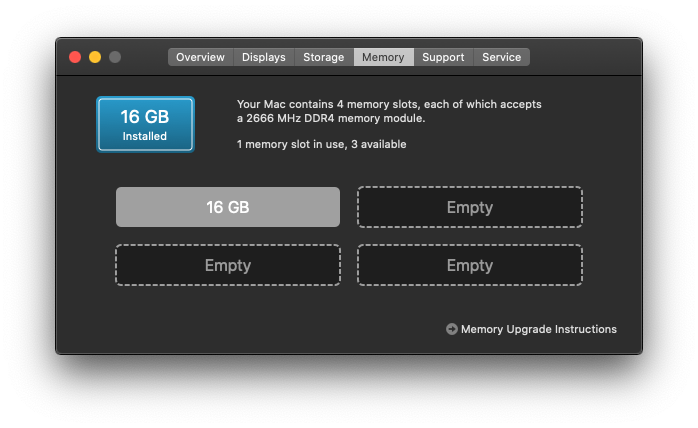 Overview Displays Storage Memory Support Service
16 GB
Installed
Your Mac contains 4 memory slots, each of which accepts
a 2666 MHz DDR4 memory module.
1 memory slot in use, 3 available
16 GB
Empty
Empty
Empty
Memory Upgrade Instructions